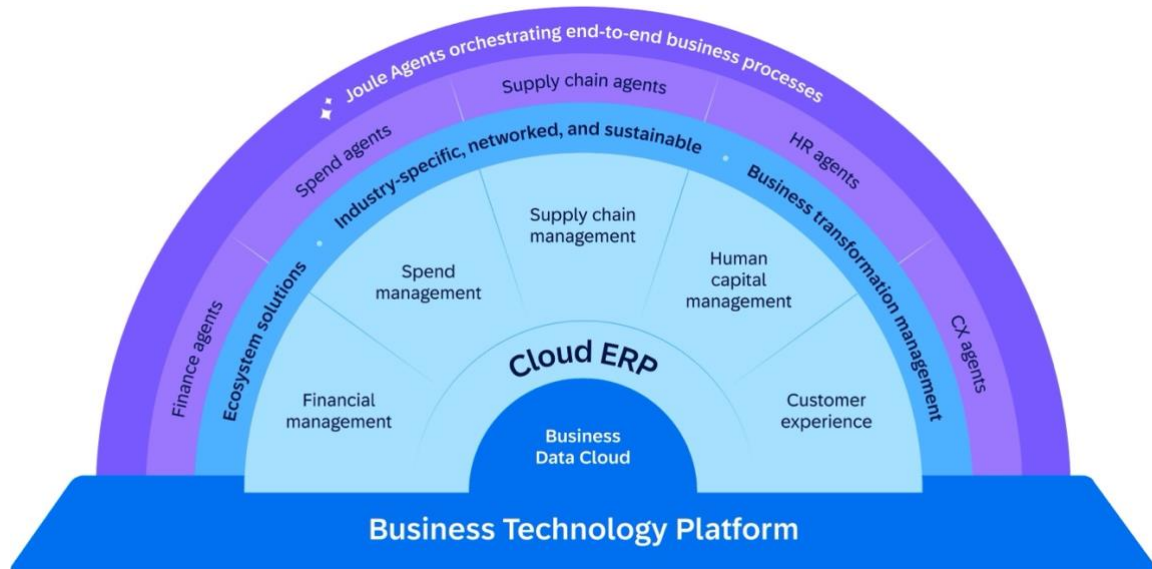 Joule Agents orchestrating end-to-end business processes
Finance agents
Spend agents
Supply chain agents
HR agents
CX agents
Ecosystem solutions
Industry-specific, networked, and sustainable
Business transformation management
Financial
management
Spend
management
Supply chain
management
Human
capital
management
Customer
experience
Cloud ERP
Business
Data Cloud
Business Technology Platform